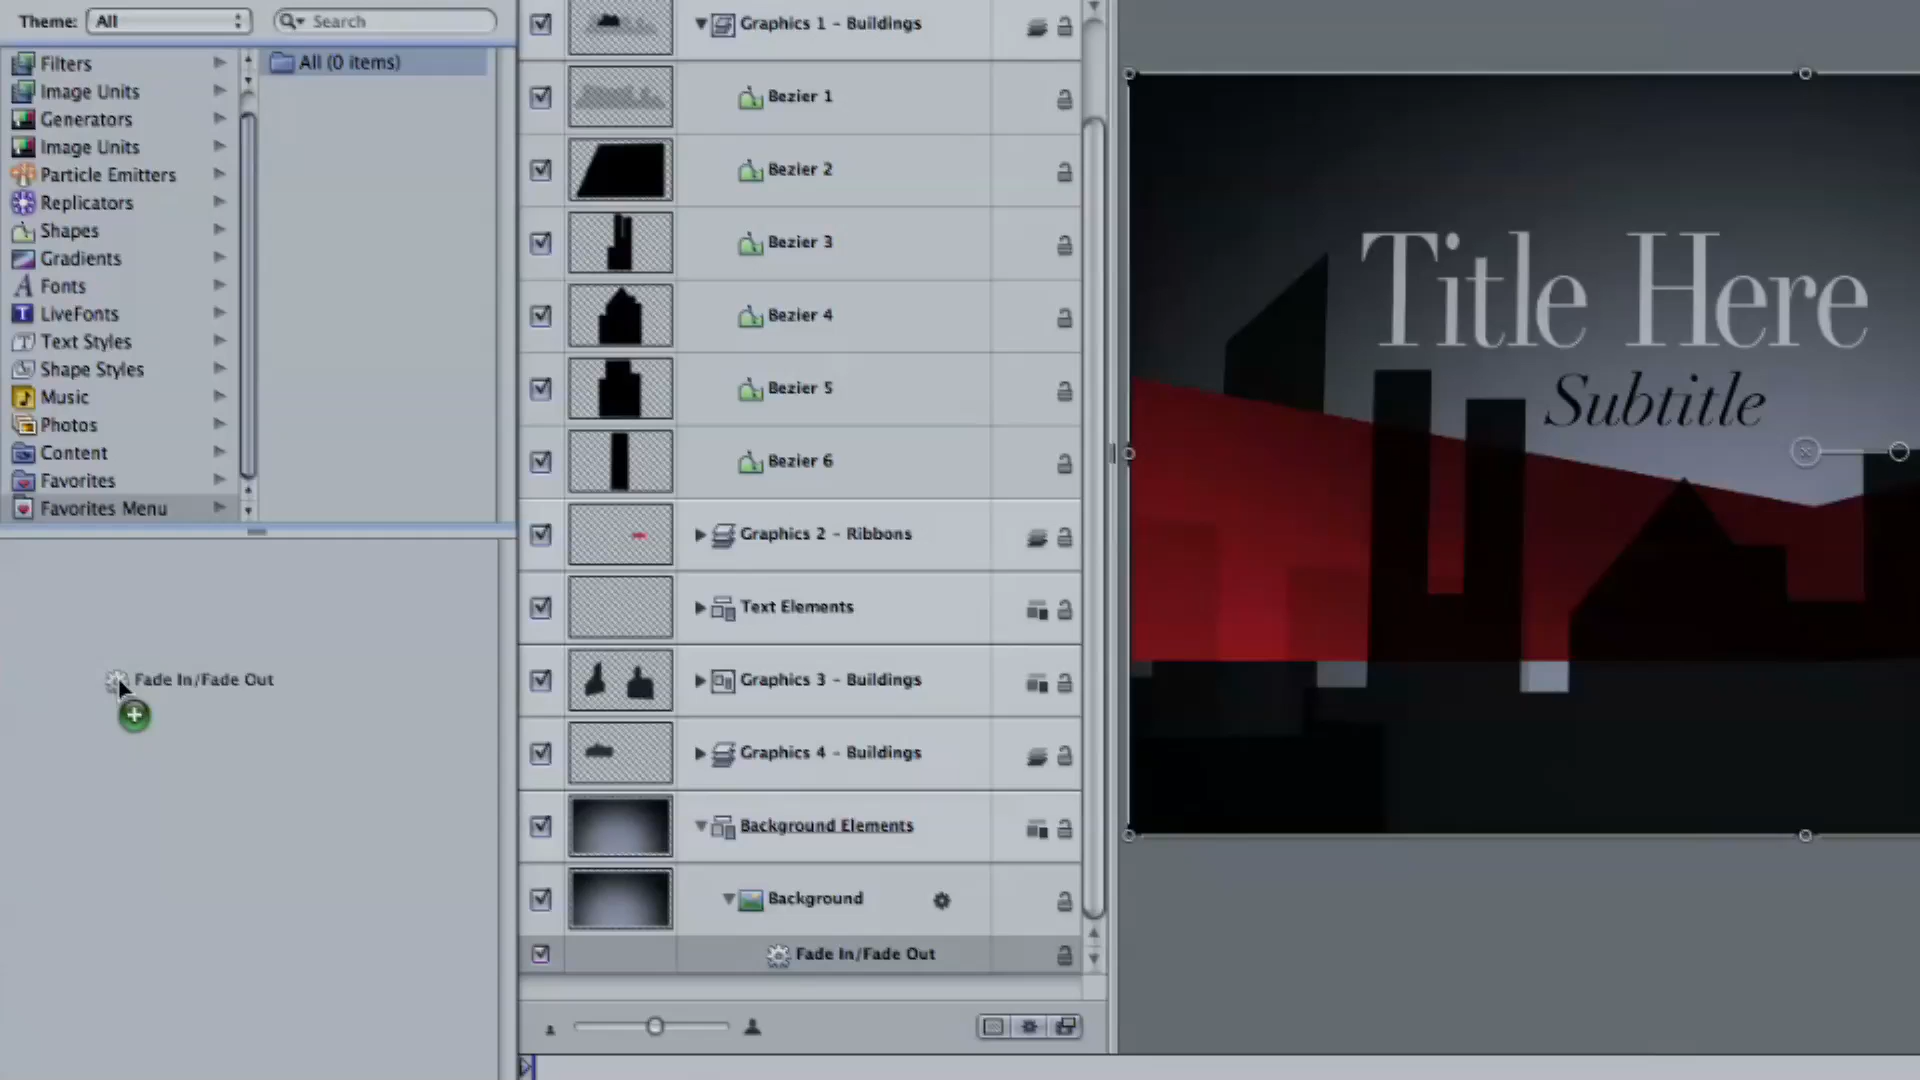 Theme: All
Search
Filters
Image Units
Generators
Image Units
Particle Emitters
Replicators
Shapes
Gradients
Fonts
LiveFonts
Text Styles
Shape Styles
Music
Photos
Content
Favorites
Favorites Menu
All (0 items)
Fade In/Fade Out
Graphics 1 - Buildings
Bezier 1
Bezier 2
Bezier 3
Bezier 4
Bezier 5
Bezier 6
Graphics 2 - Ribbons
Text Elements
Graphics 3 - Buildings
Graphics 4 - Buildings
Background Elements
Background
Fade In/Fade Out
Title Here
Subtitle